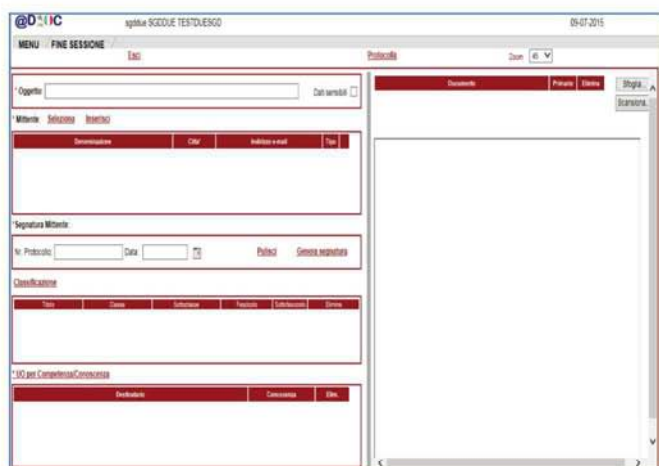 @D C
sgddue SGDDUE TESTDUESGD
09-07-2015
MENU FINE SESSIONE
Esci
Protocolla
Zoom 45
* Oggetto
Dati sensibili
* Mittente Seleziona Inserisci
Denominazione Citta' Indirizzo e-mail Tipo
*Segnatura Mittente:
Nr. Protocollo: Data Pulisci Genera segnatura
Classificazione
Titolo Classe Sottoclasse Fascicolo Sottofascicolo Elimina
* UO per Competenza/Conoscenza
Destinatario Conoscenza Elim.
Documento Primario Elimina
Sfoglia...
Scansiona...